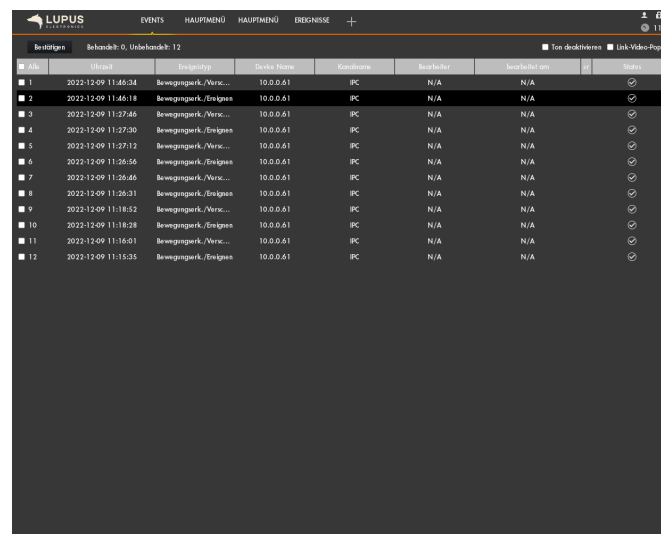 LUPUS EVENTS HAUPTMENÜ HAUPTMENÜ EREIGNISSE
ELECTRONICS
11
Bestätigen Behandelt: 0, Unbehandelt: 12 Ton deaktivieren Link-Video-Pop
Alle Uhrzeit Ereignistyp Device Name Kanalname Bearbeiter bearbeitet am er Status
1 2022-12-09 11:46:34 Bewegungserk./Versc... 10.0.0.61 IPC N/A N/A
2 2022-12-09 11:46:18 Bewegungserk./Ereignen 10.0.0.61 IPC N/A N/A
3 2022-12-09 11:27:46 Bewegungserk./Versc... 10.0.0.61 IPC N/A N/A
4 2022-12-09 11:27:30 Bewegungserk./Ereignen 10.0.0.61 IPC N/A N/A
5 2022-12-09 11:27:12 Bewegungserk./Versc... 10.0.0.61 IPC N/A N/A
6 2022-12-09 11:26:56 Bewegungserk./Ereignen 10.0.0.61 IPC N/A N/A
7 2022-12-09 11:26:46 Bewegungserk./Versc... 10.0.0.61 IPC N/A N/A
8 2022-12-09 11:26:31 Bewegungserk./Ereignen 10.0.0.61 IPC N/A N/A
9 2022-12-09 11:18:52 Bewegungserk./Versc... 10.0.0.61 IPC N/A N/A
10 2022-12-09 11:18:28 Bewegungserk./Ereignen 10.0.0.61 IPC N/A N/A
11 2022-12-09 11:16:01 Bewegungserk./Versc... 10.0.0.61 IPC N/A N/A
12 2022-12-09 11:15:35 Bewegungserk./Ereignen 10.0.0.61 IPC N/A N/A